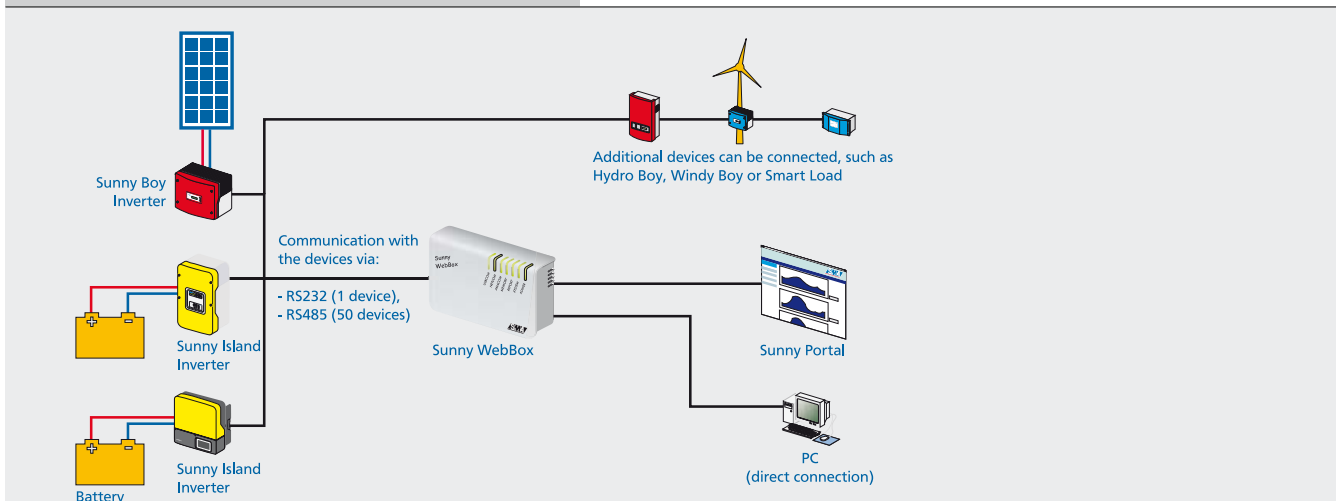 Additional devices can be connected, such as
Hydro Boy, Windy Boy or Smart Load
Sunny Boy
Inverter
Communication with
the devices via:
- RS232 (1 device),
- RS485 (50 devices)
Sunny
WebBox
Sunny WebBox
Sunny Island
Inverter
Sunny Portal
Sunny Island
Inverter
Battery
PC
(direct connection)